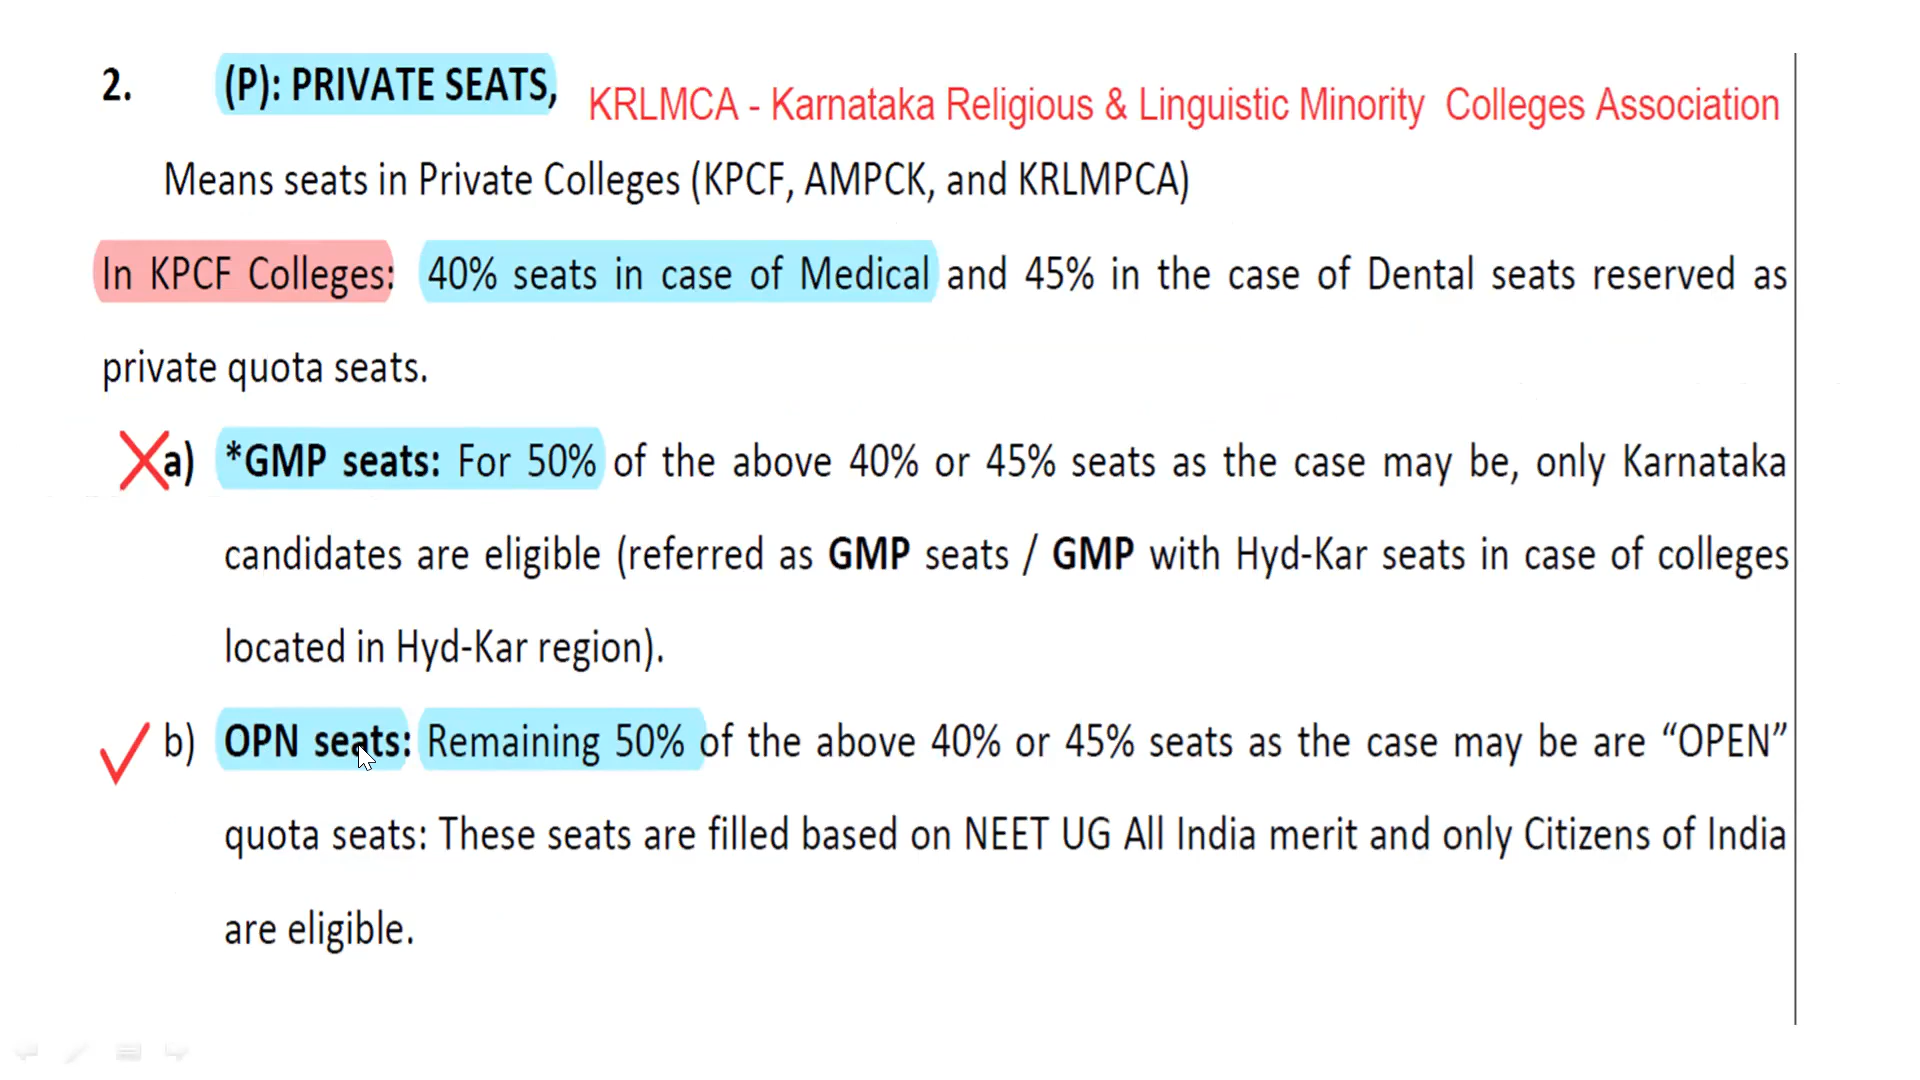 2. (P): PRIVATE SEATS,
KRLMCA - Karnataka Religious & Linguistic Minority Colleges Association
Means seats in Private Colleges (KPCF, AMPCK, and KRLMPCA)
In KPCF Colleges: 40% seats in case of Medical and 45% in the case of Dental seats reserved as
private quota seats.
a) *GMP seats: For 50% of the above 40% or 45% seats as the case may be, only Karnataka
candidates are eligible (referred as GMP seats / GMP with Hyd-Kar seats in case of colleges
located in Hyd-Kar region).
b) OPN seats: Remaining 50% of the above 40% or 45% seats as the case may be are “OPEN”
quota seats: These seats are filled based on NEET UG All India merit and only Citizens of India
are eligible.